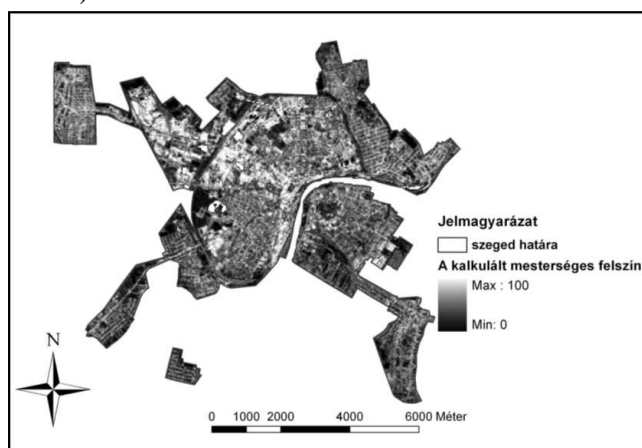 Jelmagyarázat
szeged határa
A kalkulált mesterséges felszín
Max : 100
Min: 0
N
0 1000 2000 4000 6000 Méter